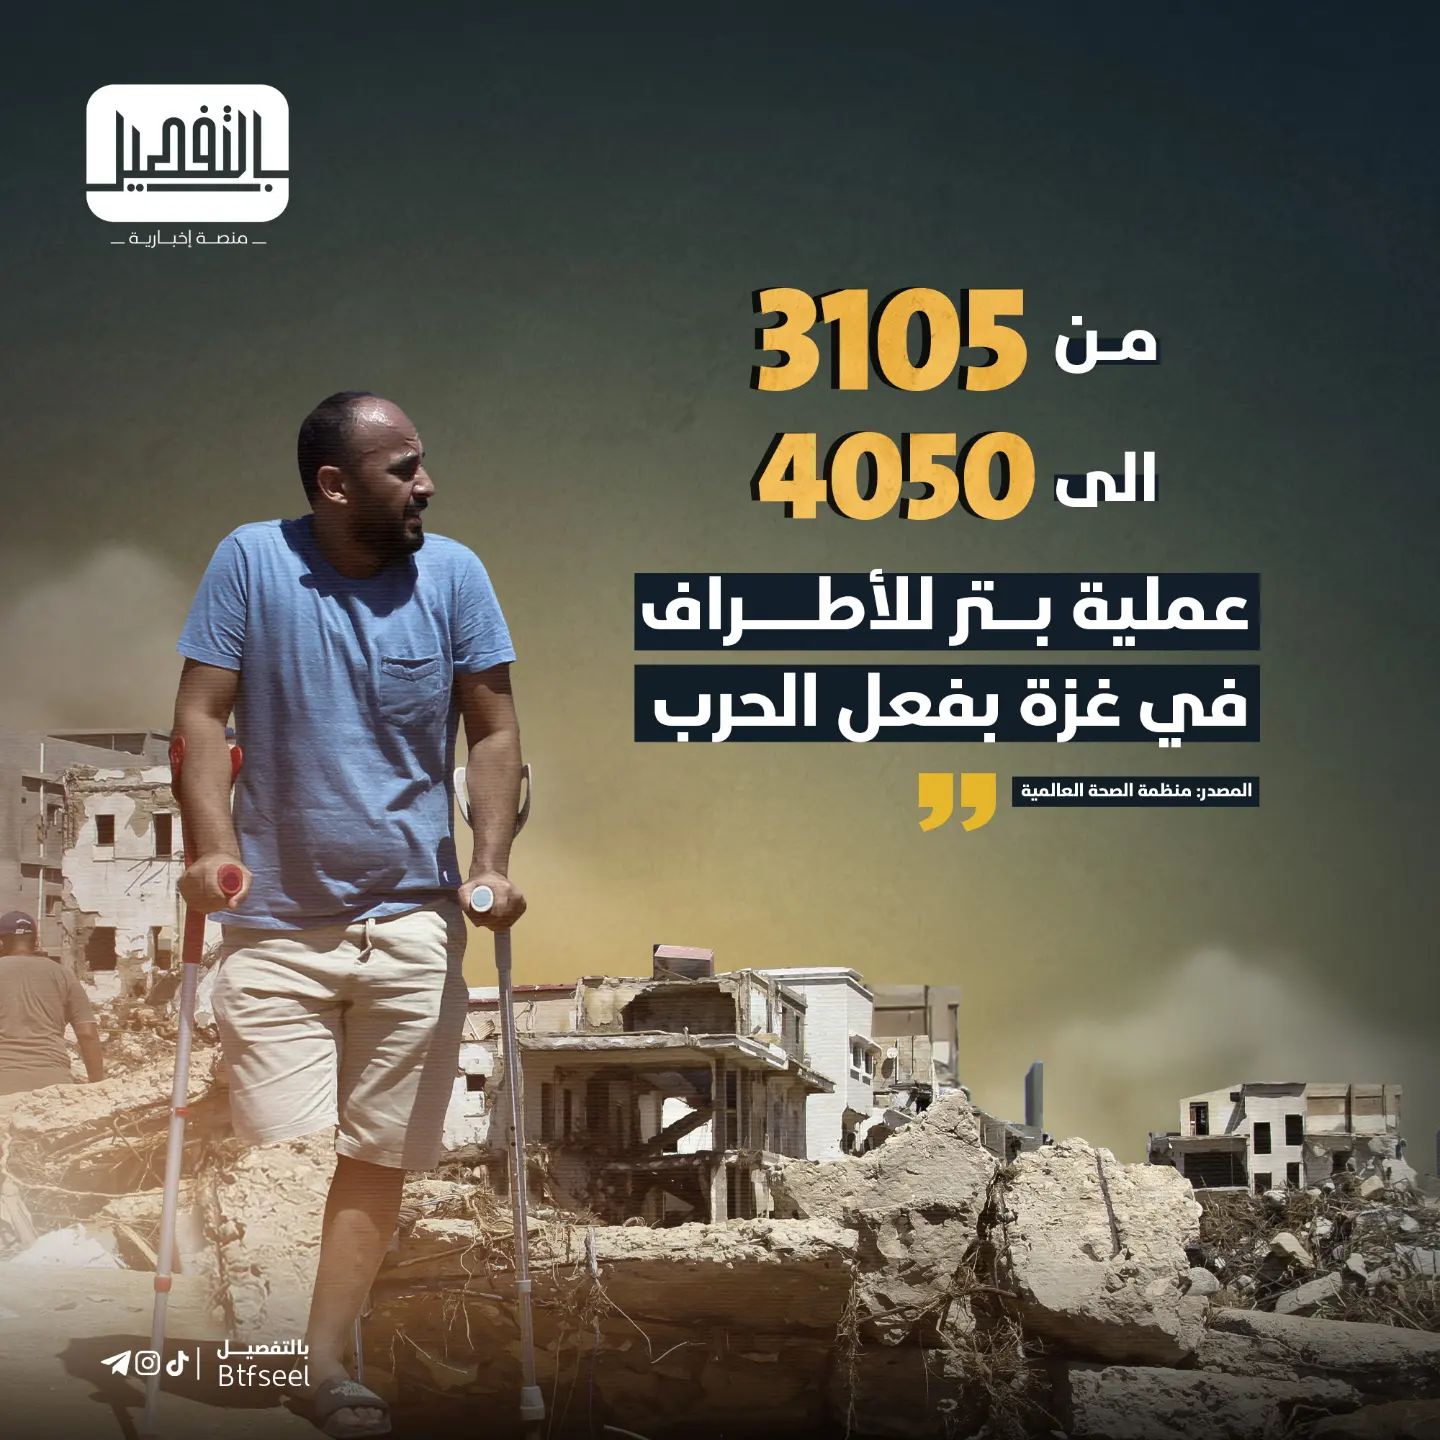 بالتفصيل
منصة إخبارية
من 3105
الى 4050
عملية بتر للأطراف
في غزة بفعل الحرب
المصدر: منظمة الصحة العالمية
بالتفصيل
Btfseel